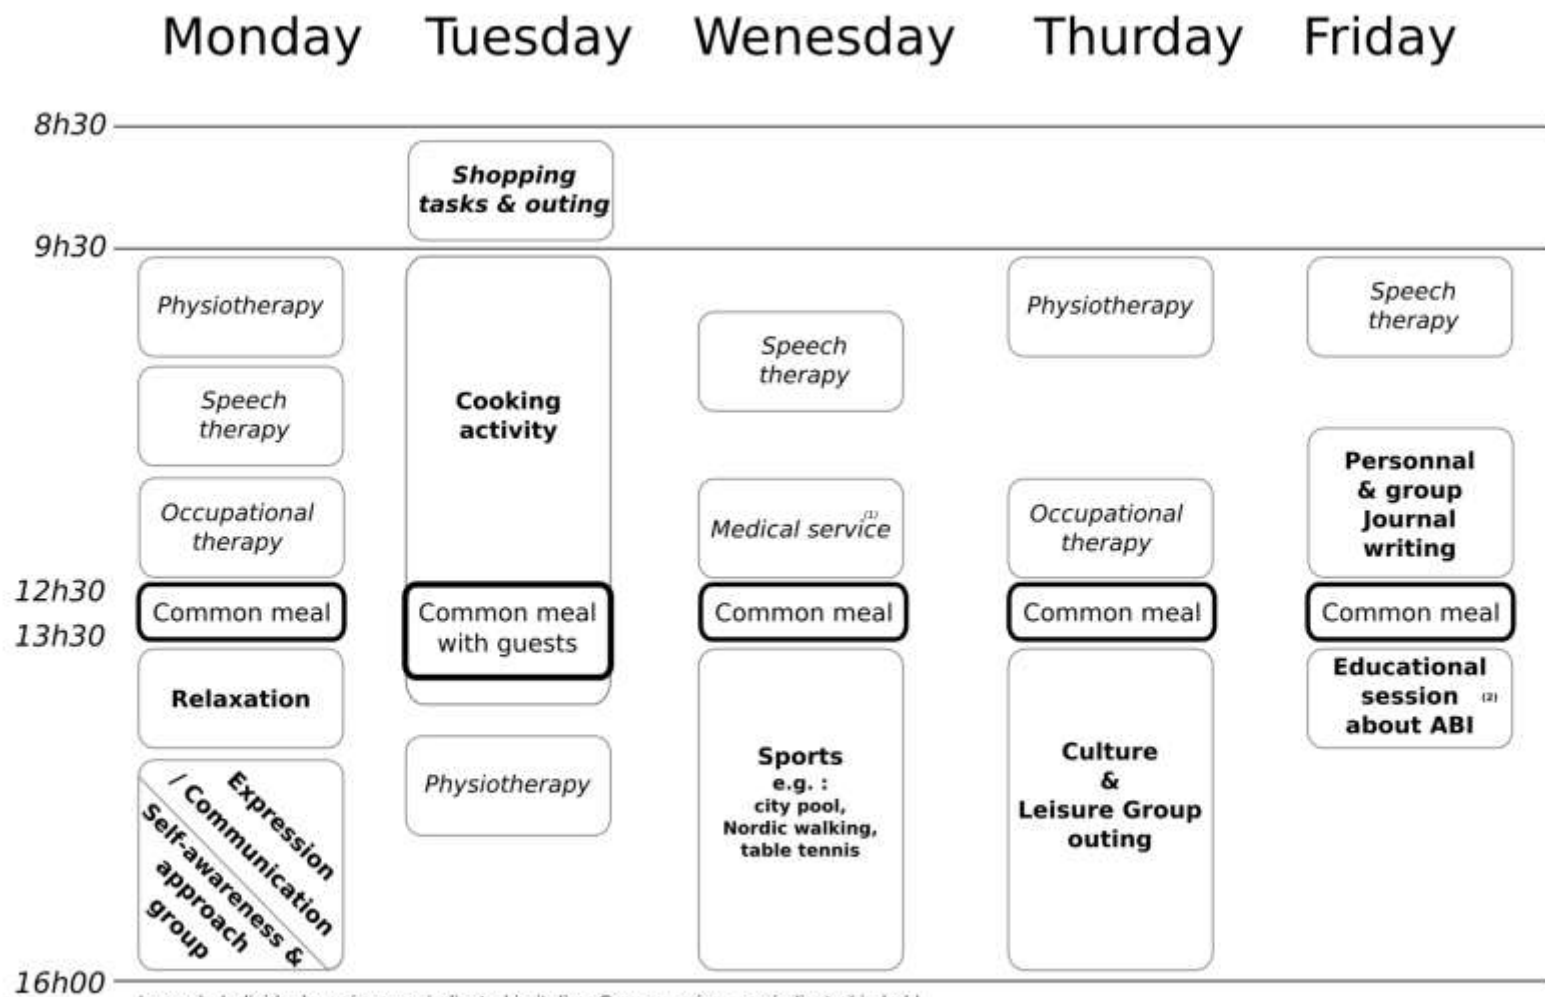 Monday Tuesday Wenesday Thurday Friday
8h30
Shopping
tasks & outing
9h30
Physiotherapy
Speech
therapy
Occupational
therapy
Cooking
activity
Speech
therapy
Medical service (1)
Physiotherapy
Occupational
therapy
Speech
therapy
Personnal
& group
Journal
writing
12h30
13h30
Common meal
Common meal
with guests
Common meal
Common meal
Common meal
Relaxation
Expression
/ Communication
Self-awareness &
approach
group
Physiotherapy
Sports
e.g. :
city pool,
Nordic walking,
table tennis
Culture
&
Leisure Group
outing
Educational
session (2)
about ABI
16h00